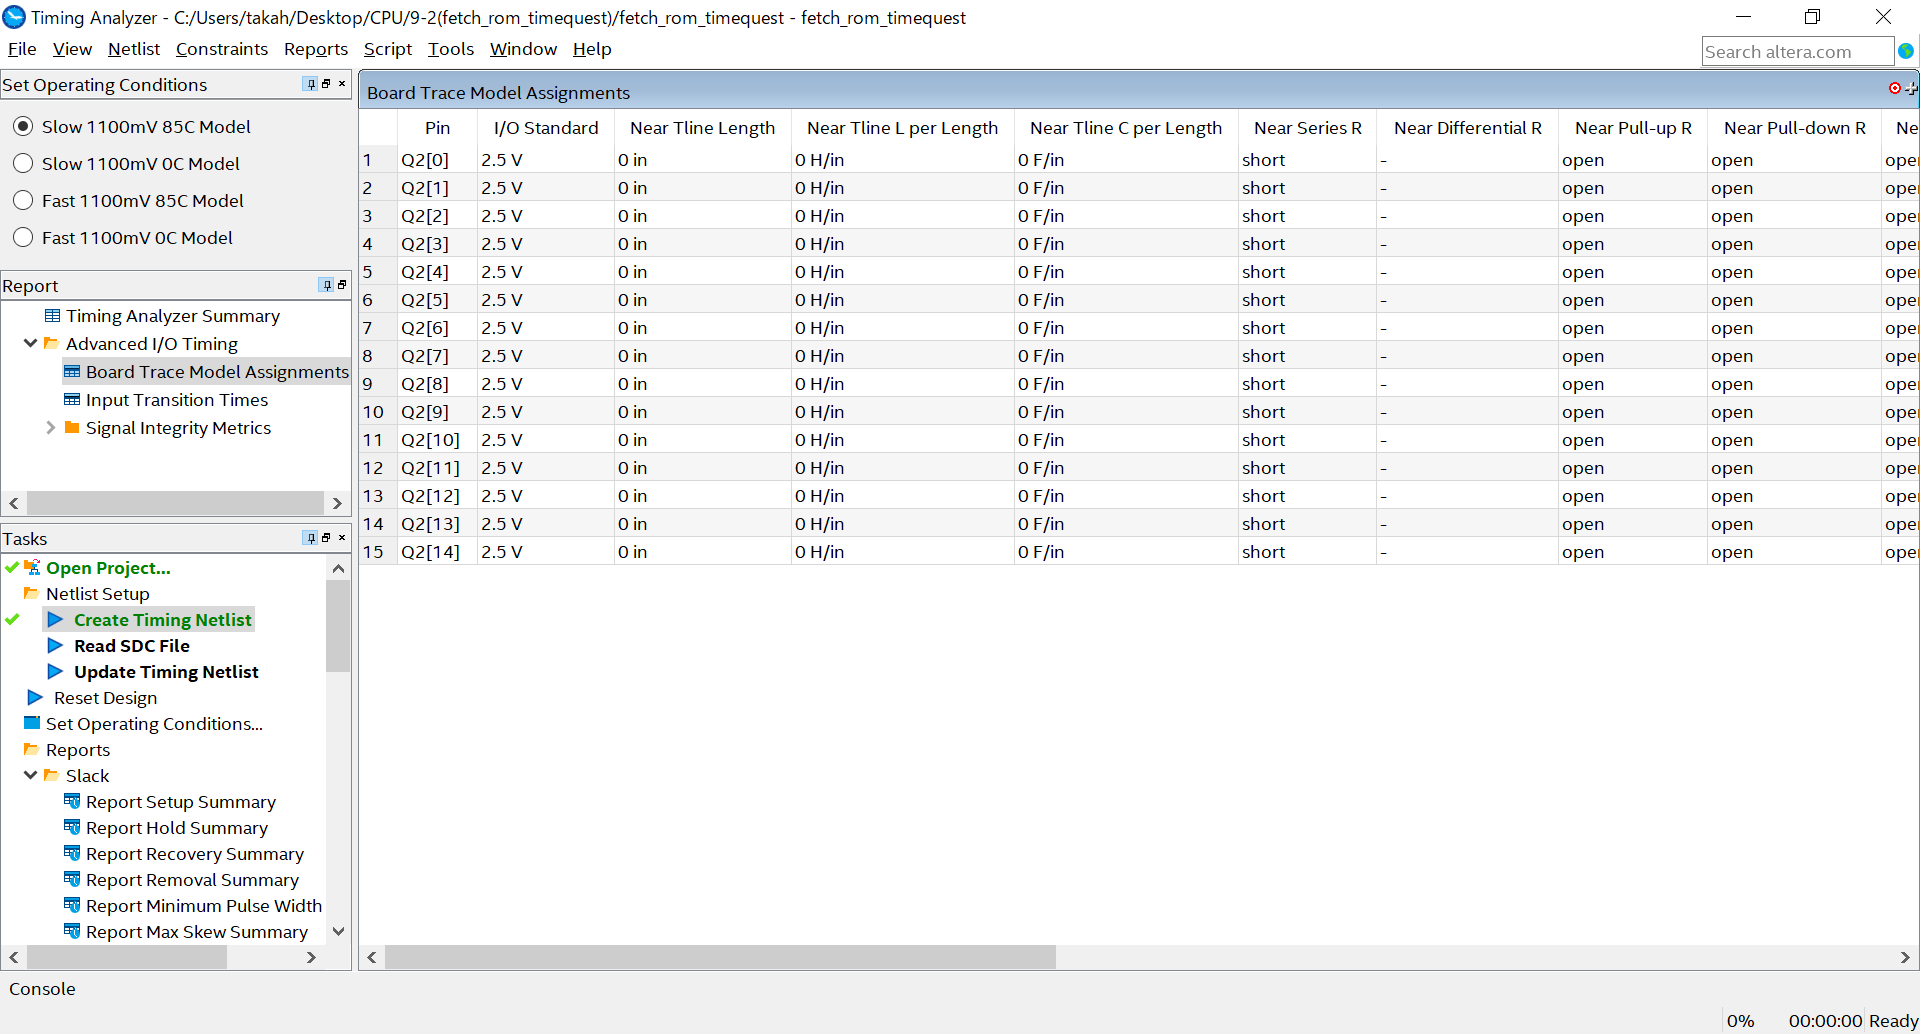 Timing Analyzer - C:/Users/takah/Desktop/CPU/9-2(fetch_rom_timequest)/fetch_rom_timequest - fetch_rom_timequest
File View Netlist Constraints Reports Script Tools Window Help
Search altera.com
Set Operating Conditions
Slow 1100mV 85C Model
Slow 1100mV 0C Model
Fast 1100mV 85C Model
Fast 1100mV 0C Model
Report
Timing Analyzer Summary
Advanced I/O Timing
Board Trace Model Assignments
Input Transition Times
Signal Integrity Metrics
Tasks
Open Project...
Netlist Setup
Create Timing Netlist
Read SDC File
Update Timing Netlist
Reset Design
Set Operating Conditions...
Reports
Slack
Report Setup Summary
Report Hold Summary
Report Recovery Summary
Report Removal Summary
Report Minimum Pulse Width
Report Max Skew Summary
Board Trace Model Assignments
Pin I/O Standard Near Tline Length Near Tline L per Length Near Tline C per Length Near Series R Near Differential R Near Pull-up R Near Pull-down R Ne
1 Q2[0] 2.5 V 0 in 0 H/in 0 F/in short - open open ope
2 Q2[1] 2.5 V 0 in 0 H/in 0 F/in short - open open ope
3 Q2[2] 2.5 V 0 in 0 H/in 0 F/in short - open open ope
4 Q2[3] 2.5 V 0 in 0 H/in 0 F/in short - open open ope
5 Q2[4] 2.5 V 0 in 0 H/in 0 F/in short - open open ope
6 Q2[5] 2.5 V 0 in 0 H/in 0 F/in short - open open ope
7 Q2[6] 2.5 V 0 in 0 H/in 0 F/in short - open open ope
8 Q2[7] 2.5 V 0 in 0 H/in 0 F/in short - open open ope
9 Q2[8] 2.5 V 0 in 0 H/in 0 F/in short - open open ope
10 Q2[9] 2.5 V 0 in 0 H/in 0 F/in short - open open ope
11 Q2[10] 2.5 V 0 in 0 H/in 0 F/in short - open open ope
12 Q2[11] 2.5 V 0 in 0 H/in 0 F/in short - open open ope
13 Q2[12] 2.5 V 0 in 0 H/in 0 F/in short - open open ope
14 Q2[13] 2.5 V 0 in 0 H/in 0 F/in short - open open ope
15 Q2[14] 2.5 V 0 in 0 H/in 0 F/in short - open open ope
Console
0% 00:00:00 Ready